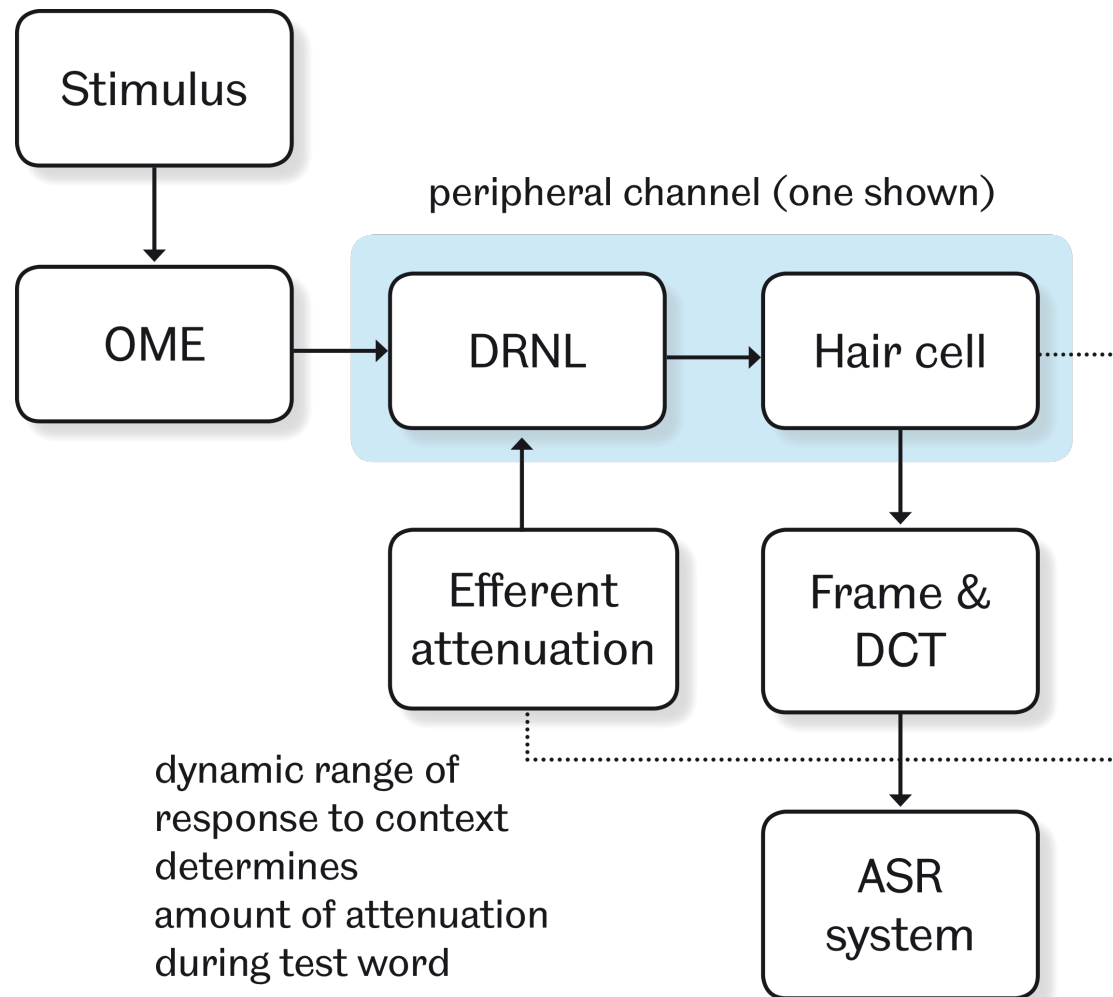 Stimulus
peripheral channel (one shown)
OME
DRNL
Hair cell
Efferent
attenuation
Frame &
DCT
dynamic range of
response to context
determines
amount of attenuation
during test word
ASR
system